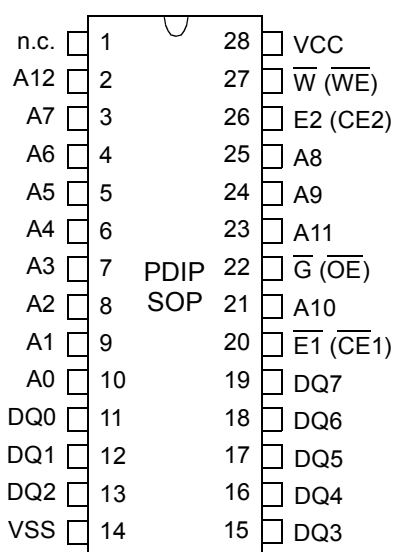 n.c. 1 28 VCC
A12 2 27 W (WE)
A7 3 26 E2 (CE2)
A6 4 25 A8
A5 5 24 A9
A4 6 23 A11
A3 7 PDIP 22 G (OE)
A2 8 SOP 21 A10
A1 9 20 E1 (CE1)
A0 10 19 DQ7
DQ0 11 18 DQ6
DQ1 12 17 DQ5
DQ2 13 16 DQ4
VSS 14 15 DQ3